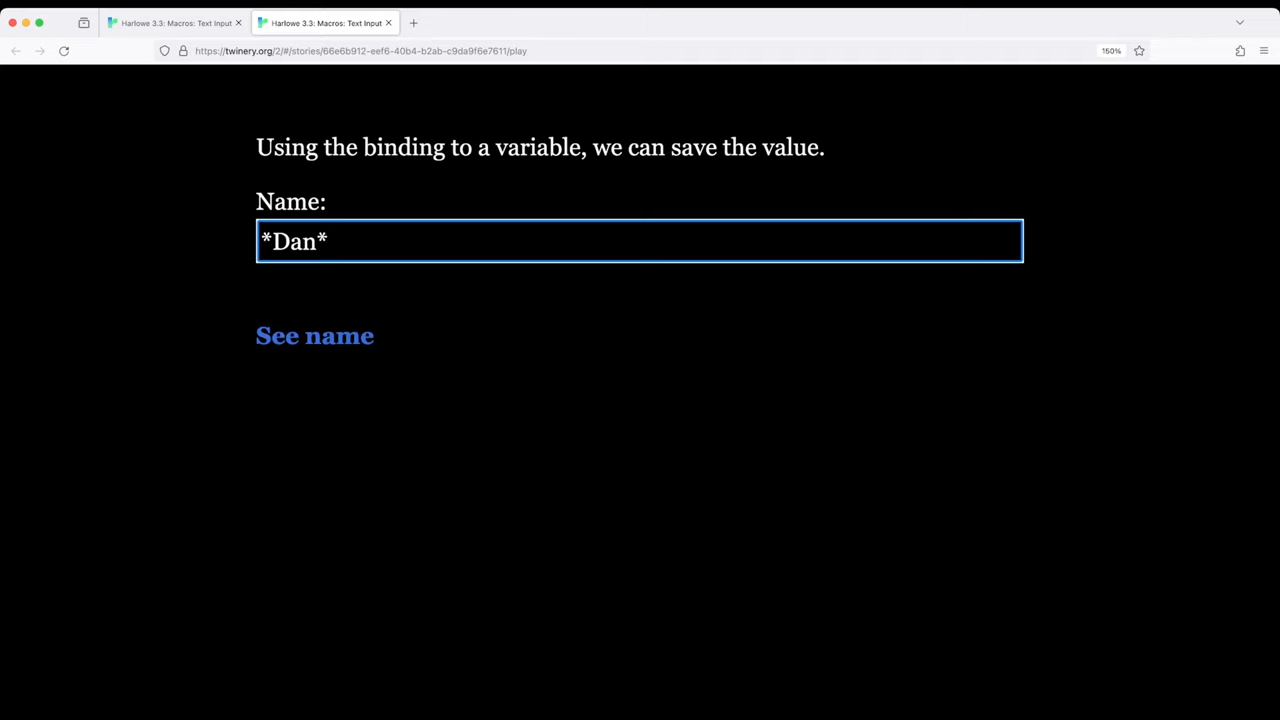 Harlowe 3.3: Macros: Text Input
Harlowe 3.3: Macros: Text Input
https://twinery.org/2/#/stories/66e6b912-eef6-40b4-b2ab-c9da9f6e7611/play
150%
Using the binding to a variable, we can save the value.
Name:
*Dan*
See name